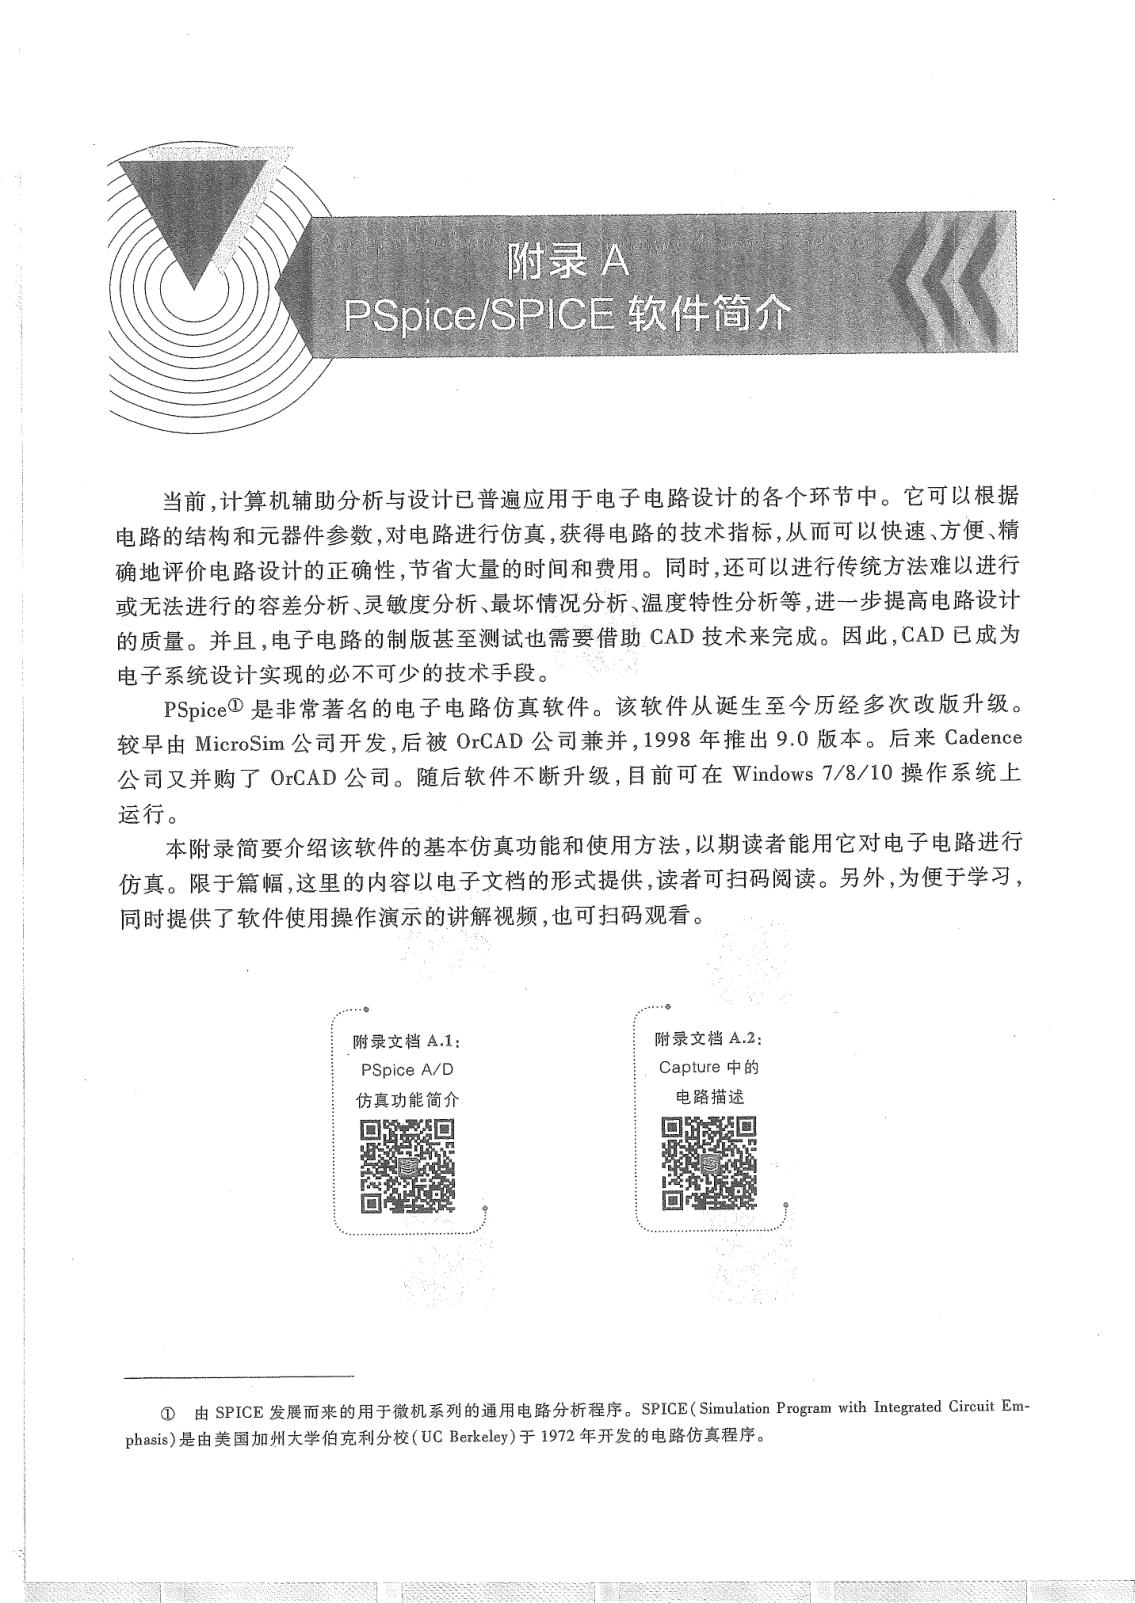 附录 A
PSpice/SPICE 软件简介
当前,计算机辅助分析与设计已普遍应用于电子电路设计的各个环节中。它可以根据
电路的结构和元器件参数,对电路进行仿真,获得电路的技术指标,从而可以快速、方便、精
确地评价电路设计的正确性,节省大量的时间和费用。同时,还可以进行传统方法难以进行
或无法进行的容差分析、灵敏度分析、最坏情况分析、温度特性分析等,进一步提高电路设计
的质量。并且,电子电路的制版甚至测试也需要借助 CAD 技术来完成。因此,CAD 已成为
电子系统设计实现的必不可少的技术手段。
PSpice① 是非常著名的电子电路仿真软件。该软件从诞生至今历经多次改版升级。
较早由 MicroSim 公司开发,后被 OrCAD 公司兼并,1998 年推出 9.0 版本。后来 Cadence
公司又并购了 OrCAD 公司。随后软件不断升级,目前可在 Windows 7/8/10 操作系统上
运行。
本附录简要介绍该软件的基本仿真功能和使用方法,以期读者能用它对电子电路进行
仿真。限于篇幅,这里的内容以电子文档的形式提供,读者可扫码阅读。另外,为便于学习,
同时提供了软件使用操作演示的讲解视频,也可扫码观看。
附录文档 A.1:
PSpice A/D
仿真功能简介
附录文档 A.2:
Capture 中的
电路描述
① 由 SPICE 发展而来的用于微机系列的通用电路分析程序。SPICE(Simulation Program with Integrated Circuit Em-
phasis)是由美国加州大学伯克利分校(UC Berkeley)于 1972 年开发的电路仿真程序。